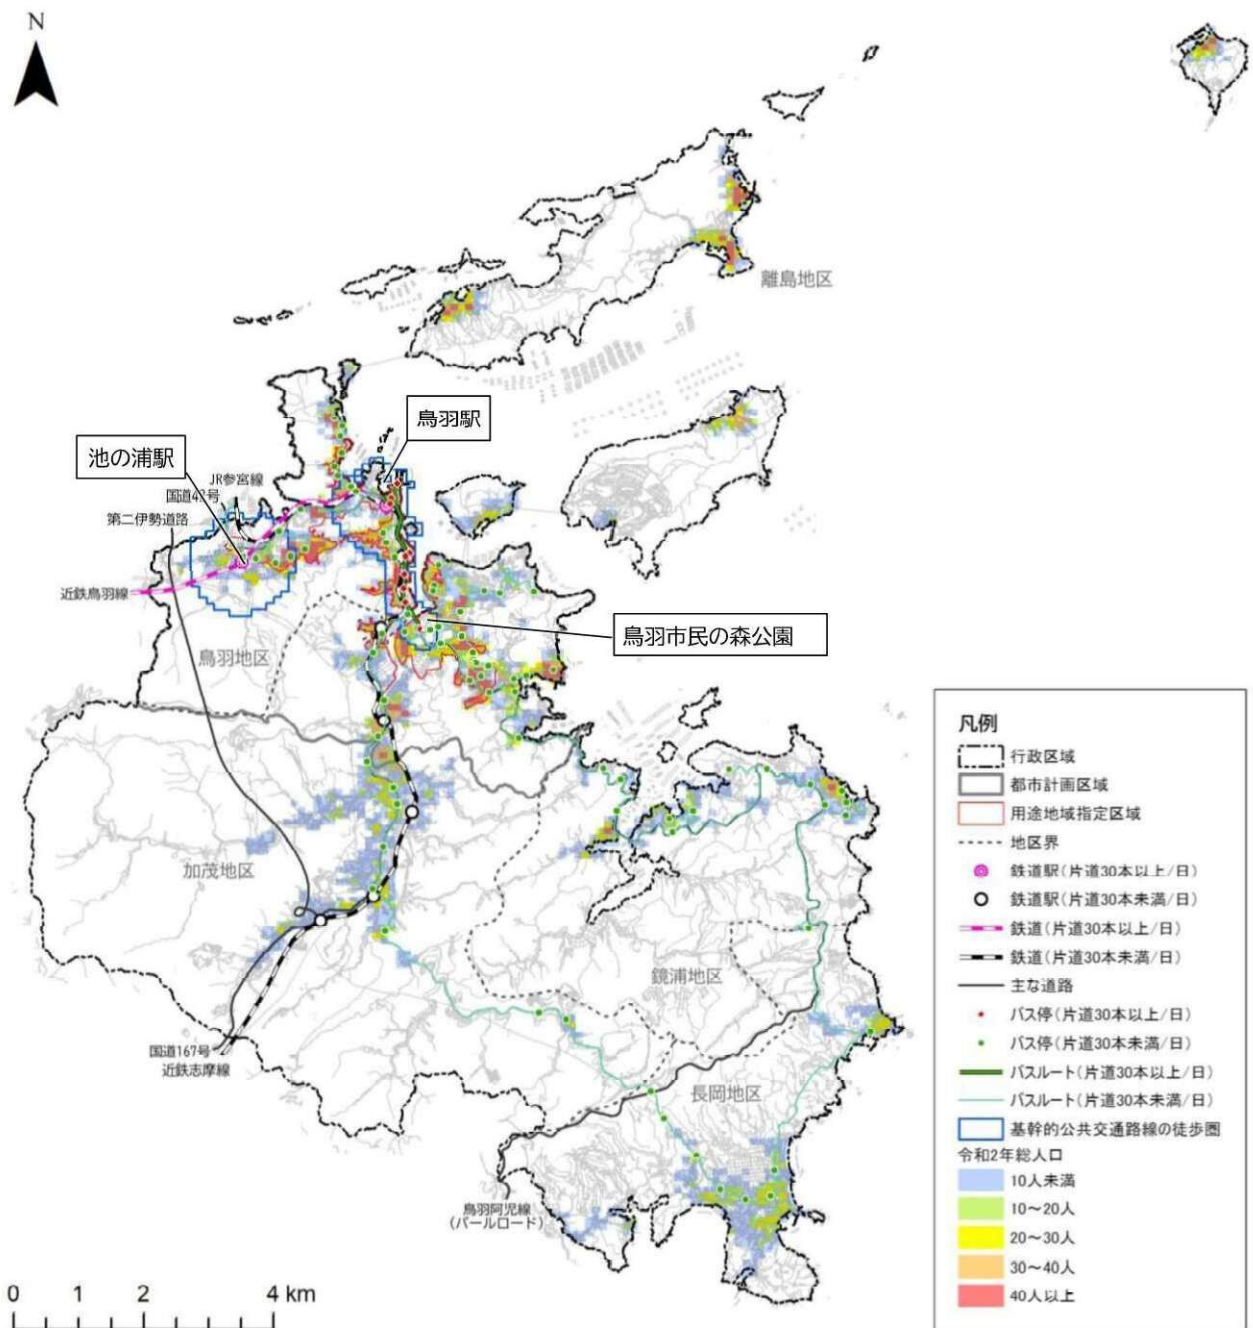 N
離島地区
鳥羽駅
池の浦駅
JR参宮線
国道42号
第二伊勢道路
近鉄鳥羽線
鳥羽市民の森公園
鳥羽地区
加茂地区
鏡浦地区
国道167号
近鉄志摩線
長岡地区
鳥羽阿児線
(パールロード)
0 1 2 4 km
凡例
行政区域
都市計画区域
用途地域指定区域
地区界
鉄道駅(片道30本以上/日)
鉄道駅(片道30本未満/日)
鉄道(片道30本以上/日)
鉄道(片道30本未満/日)
主な道路
バス停(片道30本以上/日)
バス停(片道30本未満/日)
バスルート(片道30本以上/日)
バスルート(片道30本未満/日)
基幹的公共交通路線の徒歩圏
令和2年総人口
10人未満
10~20人
20~30人
30~40人
40人以上